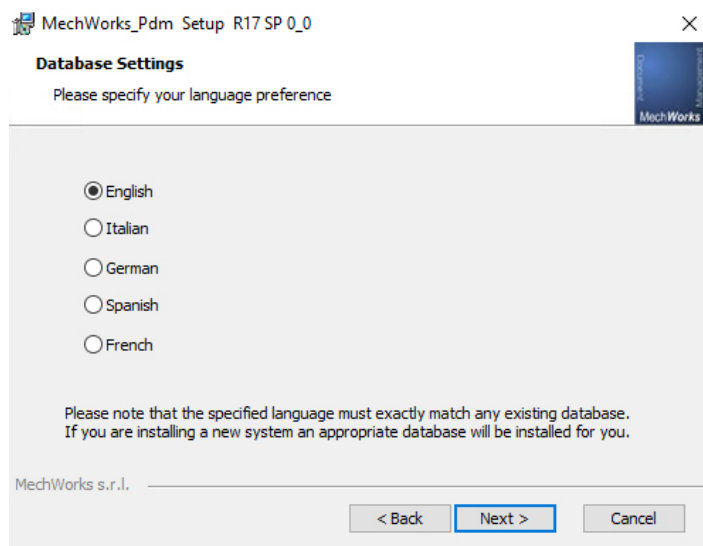 MechWorks_Pdm Setup R17 SP 0_0
Database Settings
Please specify your language preference
Document
Management
MechWorks
English
Italian
German
Spanish
French
Please note that the specified language must exactly match any existing database.
If you are installing a new system an appropriate database will be installed for you.
MechWorks s.r.l.
< Back
Next >
Cancel